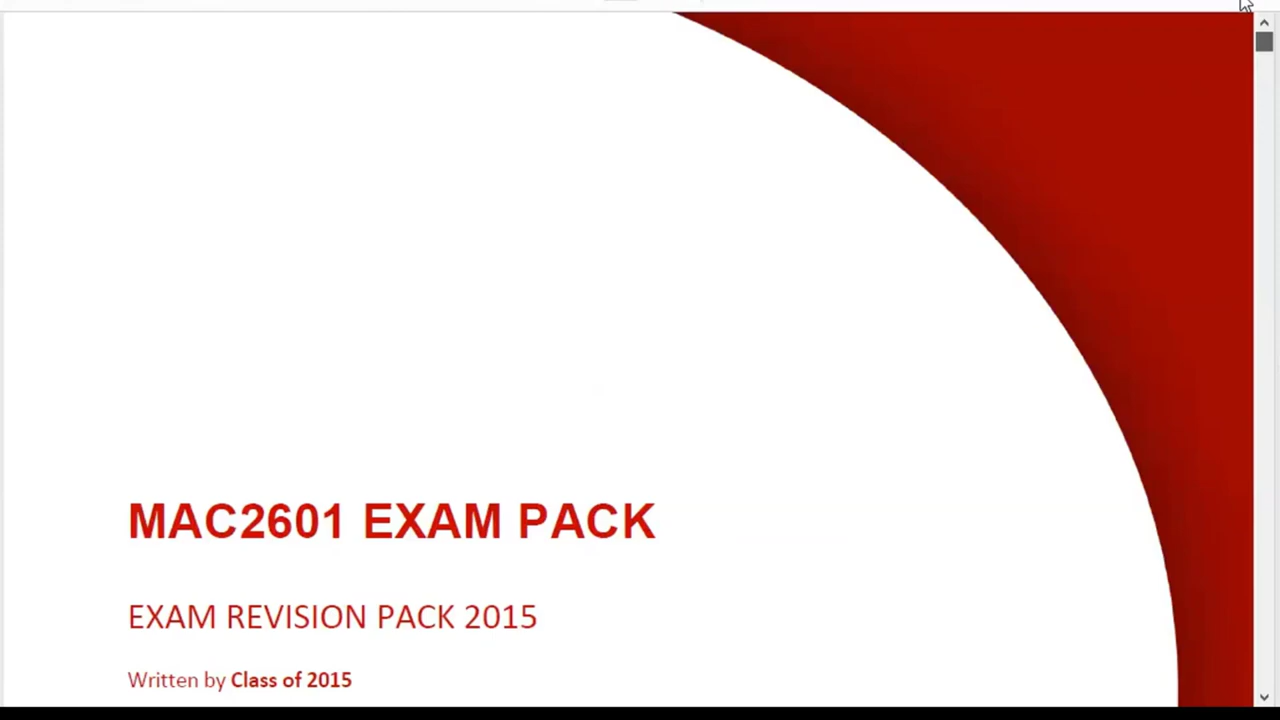 MAC2601 EXAM PACK
EXAM REVISION PACK 2015
Written by Class of 2015